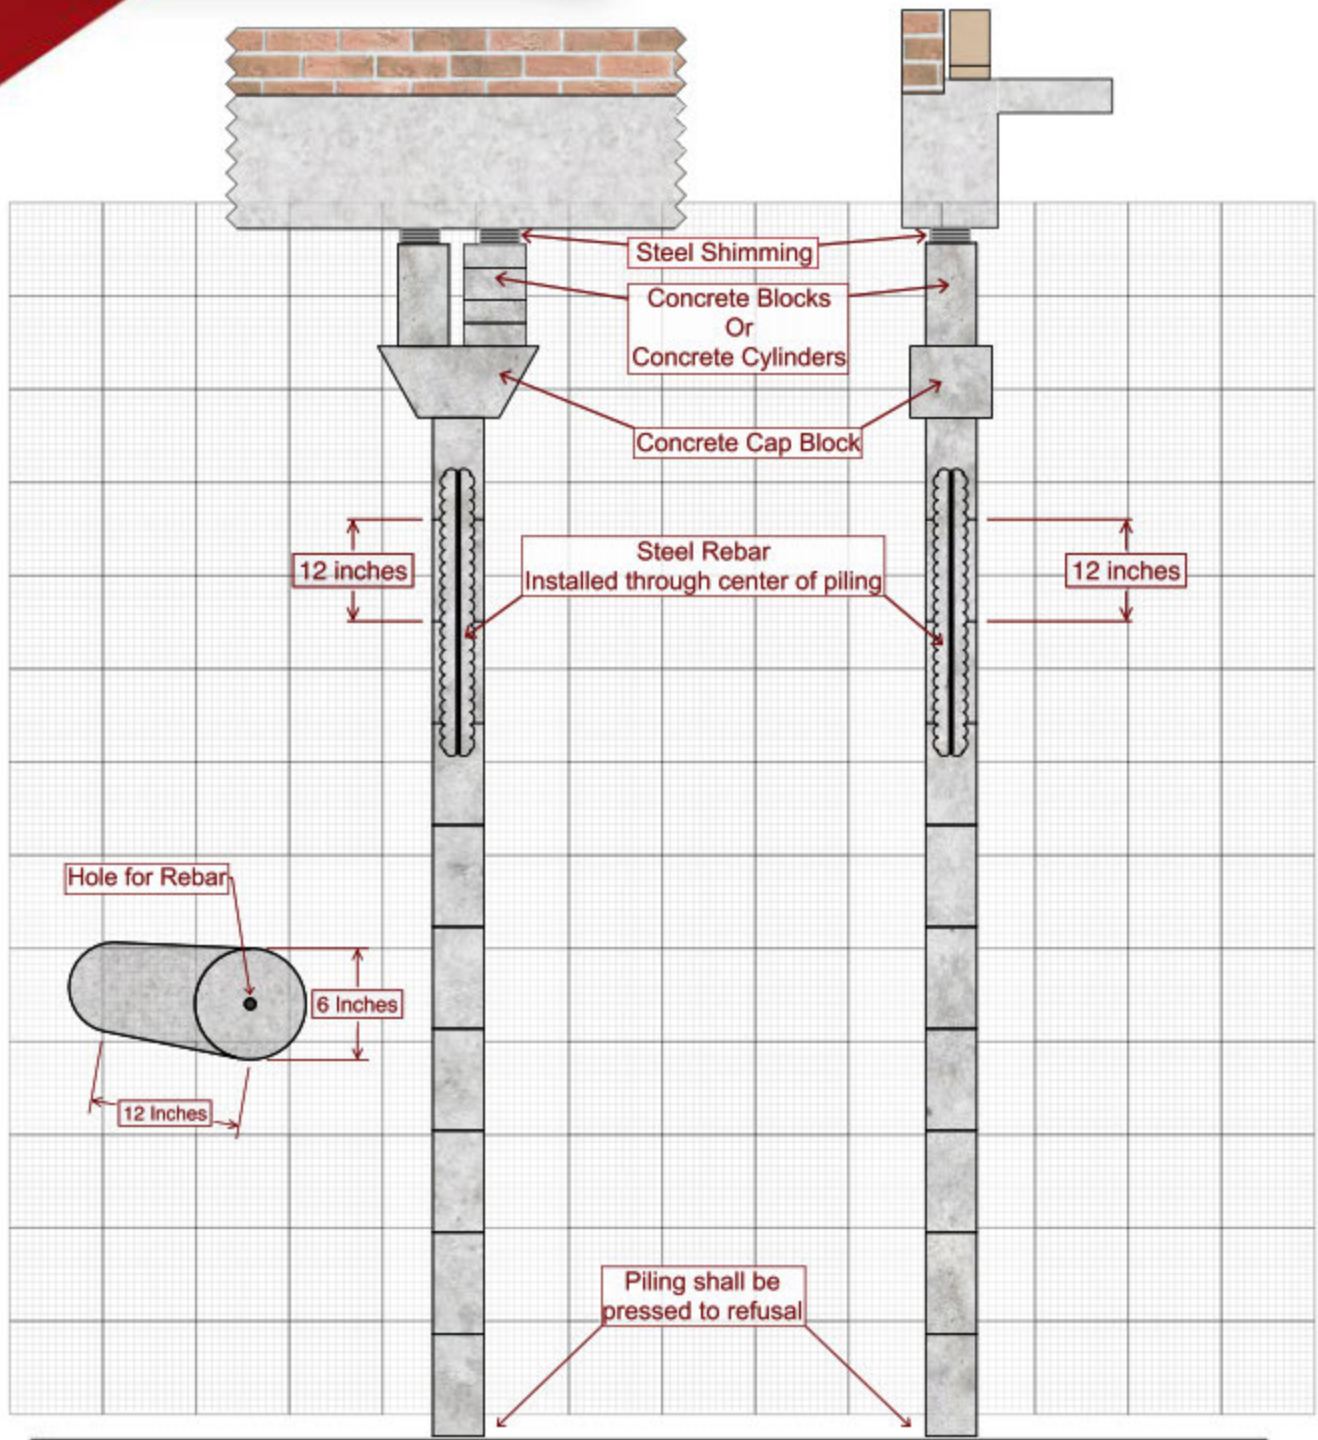 Steel Shimming
Concrete Blocks
Or
Concrete Cylinders
Concrete Cap Block
12 inches
Steel Rebar
Installed through center of piling
12 inches
Hole for Rebar
6 Inches
12 Inches
Piling shall be
pressed to refusal